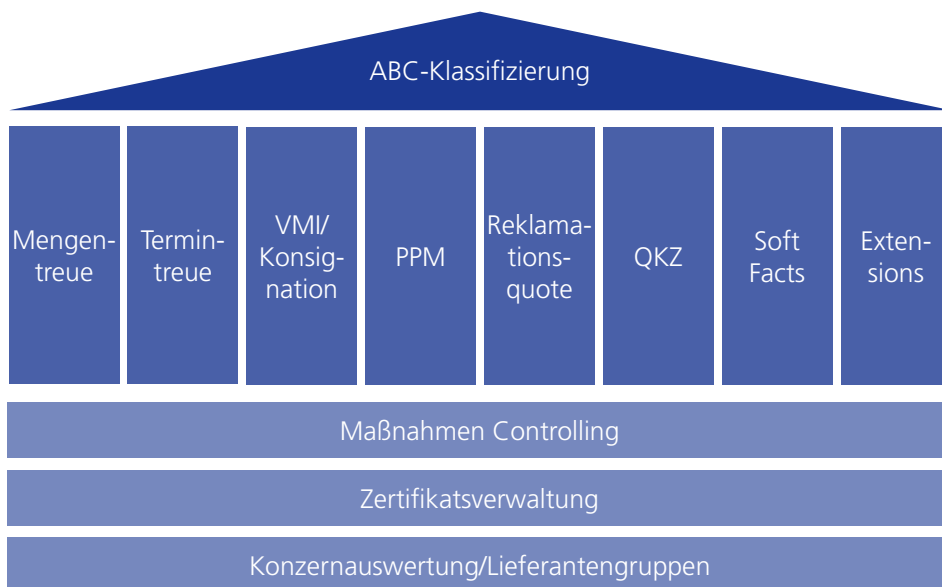 ABC-Klassifizierung
Mengen-
treue
Termin-
treue
VMI/
Konsig-
nation
PPM
Reklama-
tions-
quote
QKZ
Soft
Facts
Exten-
sions
Maßnahmen Controlling
Zertifikatsverwaltung
Konzernauswertung/Lieferantengruppen